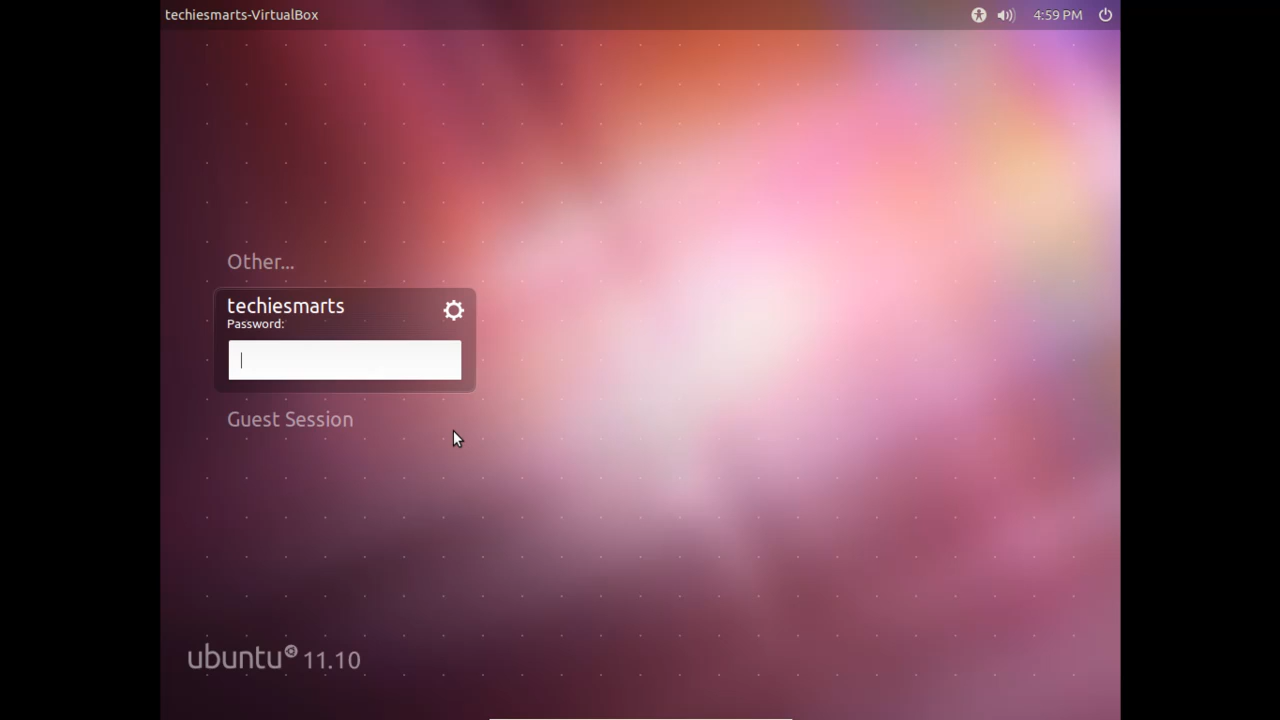 techiesmarts-VirtualBox
4:59 PM
Other...
techiesmarts
Password:
Guest Session
ubuntu 11.10